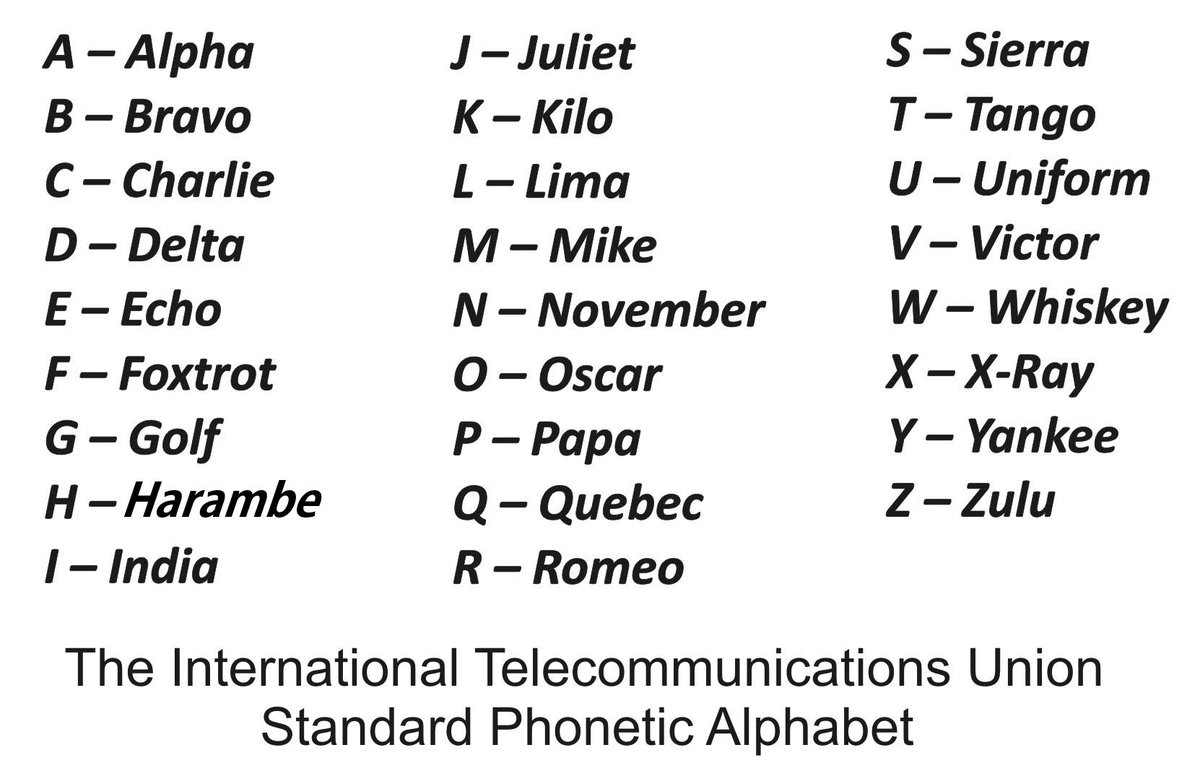 A – Alpha
B – Bravo
C – Charlie
D – Delta
E – Echo
F – Foxtrot
G – Golf
H – Harambe
I – India
J – Juliet
K – Kilo
L – Lima
M – Mike
N – November
O – Oscar
P – Papa
Q – Quebec
R – Romeo
S – Sierra
T – Tango
U – Uniform
V – Victor
W – Whiskey
X – X-Ray
Y – Yankee
Z – Zulu
The International Telecommunications Union
Standard Phonetic Alphabet